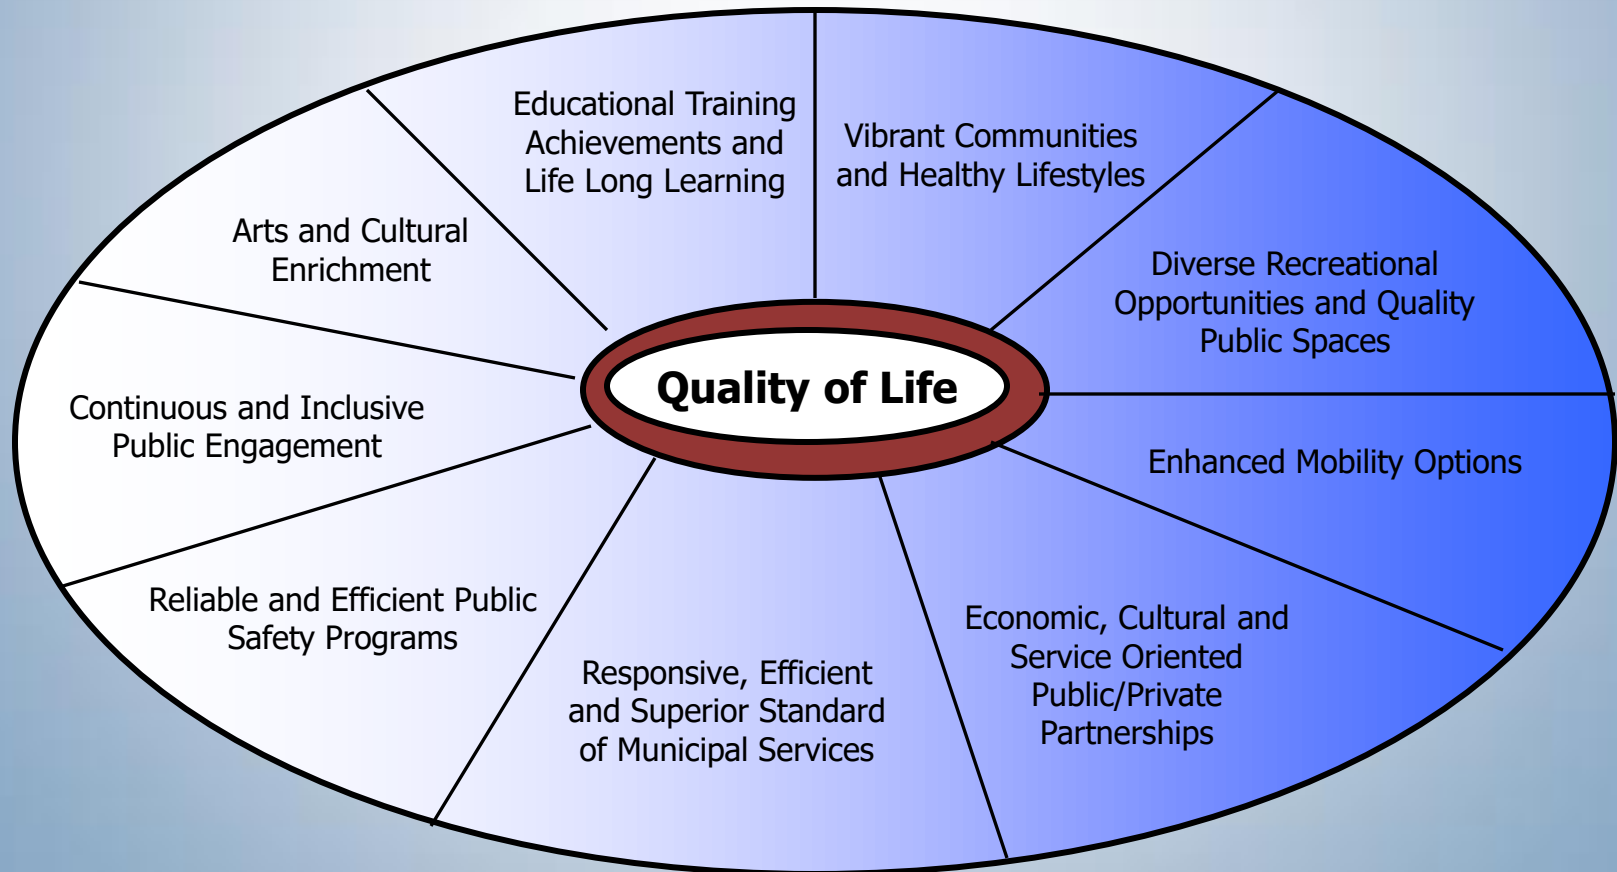 Educational Training
Achievements and
Life Long Learning
Vibrant Communities
and Healthy Lifestyles
Arts and Cultural
Enrichment
Diverse Recreational
Opportunities and Quality
Public Spaces
Quality of Life
Continuous and Inclusive
Public Engagement
Enhanced Mobility Options
Reliable and Efficient Public
Safety Programs
Responsive, Efficient
and Superior Standard
of Municipal Services
Economic, Cultural and
Service Oriented
Public/Private
Partnerships